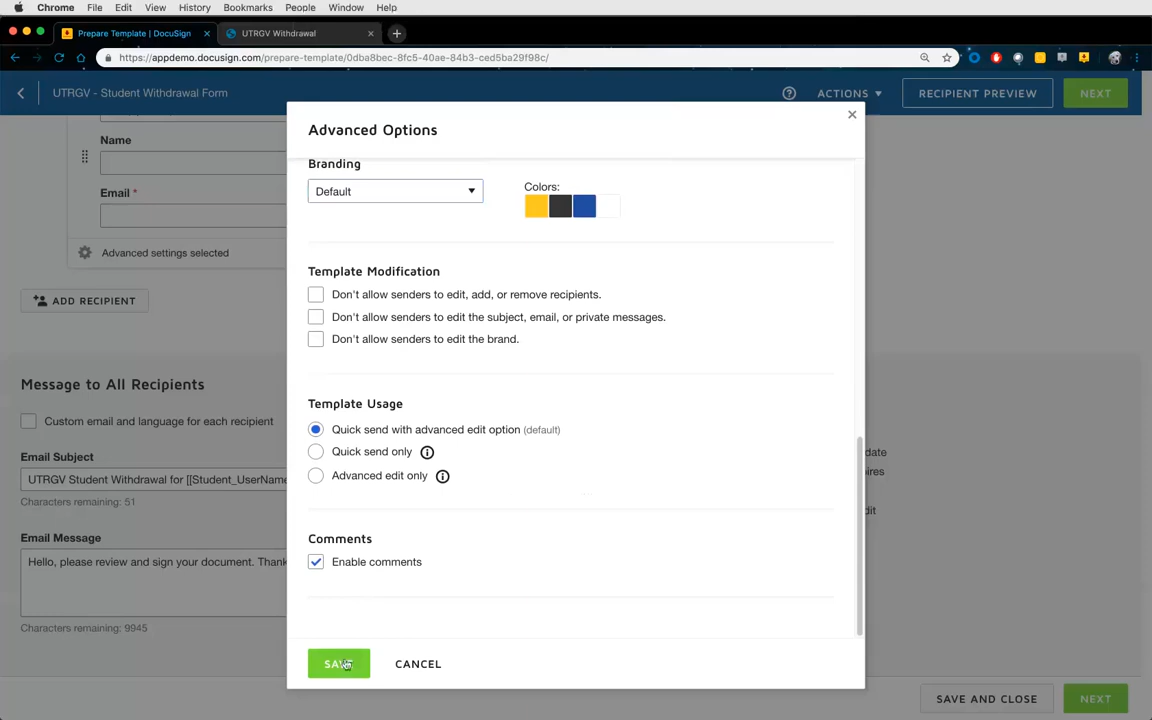 Chrome File Edit View History Bookmarks People Window Help
Prepare Template | DocuSign × UTRGV Withdrawal × +
https://appdemo.docusign.com/prepare-template/0dba8bec-8fc5-40ae-84b3-ced5ba29f98c/
UTRGV - Student Withdrawal Form ? ACTIONS RECIPIENT PREVIEW NEXT
Advanced Options ×
Name
Email *
Advanced settings selected
ADD RECIPIENT
Branding
Default Colors:
Template Modification
Don't allow senders to edit, add, or remove recipients.
Don't allow senders to edit the subject, email, or private messages.
Don't allow senders to edit the brand.
Message to All Recipients
Custom email and language for each recipient
Email Subject
UTRGV Student Withdrawal for [[Student_UserName
Characters remaining: 51
Email Message
Hello, please review and sign your document. Thank
Characters remaining: 9945
Template Usage
Quick send with advanced edit option (default)
Quick send only
Advanced edit only
Comments
Enable comments
SAVE CANCEL
date
ires
dit
SAVE AND CLOSE NEXT